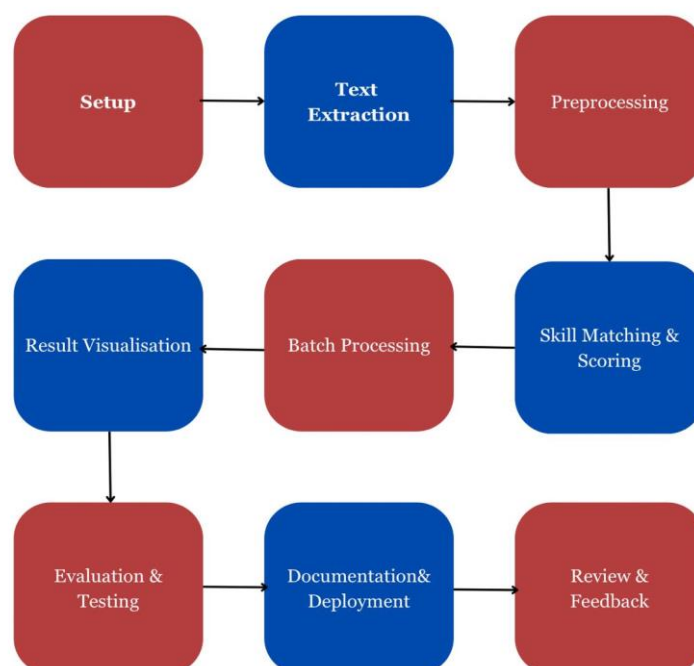 Setup
Text
Extraction
Preprocessing
Skill Matching &
Scoring
Batch Processing
Result Visualisation
Evaluation &
Testing
Documentation&
Deployment
Review &
Feedback